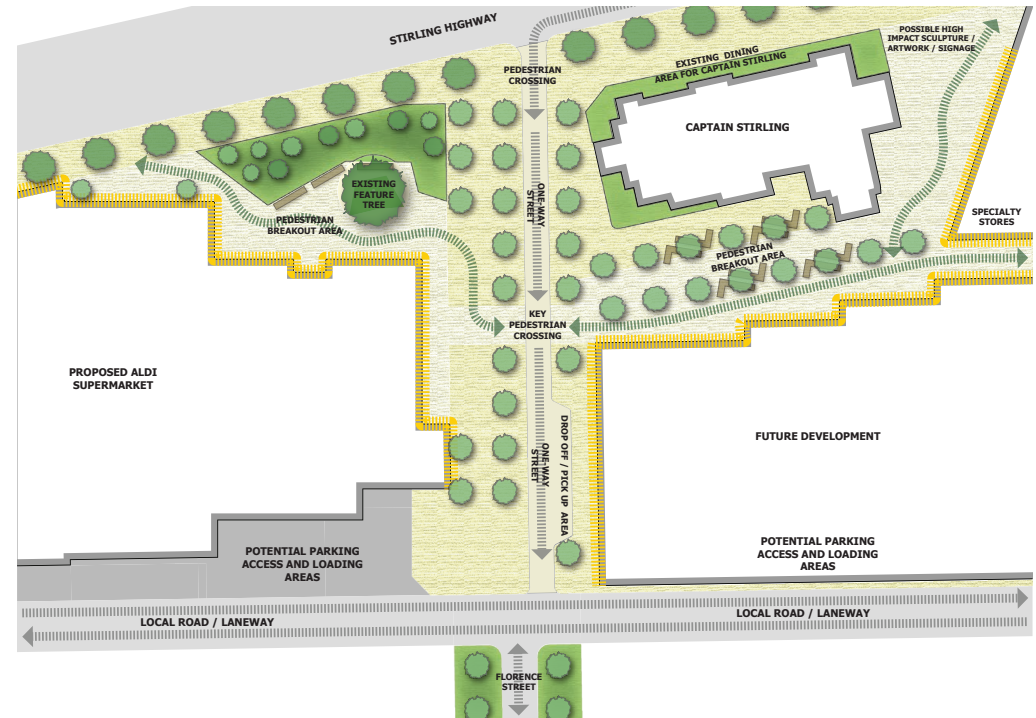 STIRLING HIGHWAY
POSSIBLE HIGH
IMPACT SCULPTURE /
ARTWORK / SIGNAGE
EXISTING DINING
AREA FOR CAPTAIN STIRLING
PEDESTRIAN
CROSSING
CAPTAIN STIRLING
EXISTING
FEATURE
TREE
ONE-WAY
STREET
PEDESTRIAN
BREAKOUT AREA
SPECIALTY
STORES
PEDESTRIAN
BREAKOUT AREA
KEY
PEDESTRIAN
CROSSING
PROPOSED ALDI
SUPERMARKET
FUTURE DEVELOPMENT
ONE-WAY
STREET
DROP OFF / PICK UP AREA
POTENTIAL PARKING
ACCESS AND LOADING
AREAS
POTENTIAL PARKING
ACCESS AND LOADING
AREAS
LOCAL ROAD / LANEWAY
LOCAL ROAD / LANEWAY
FLORENCE
STREET